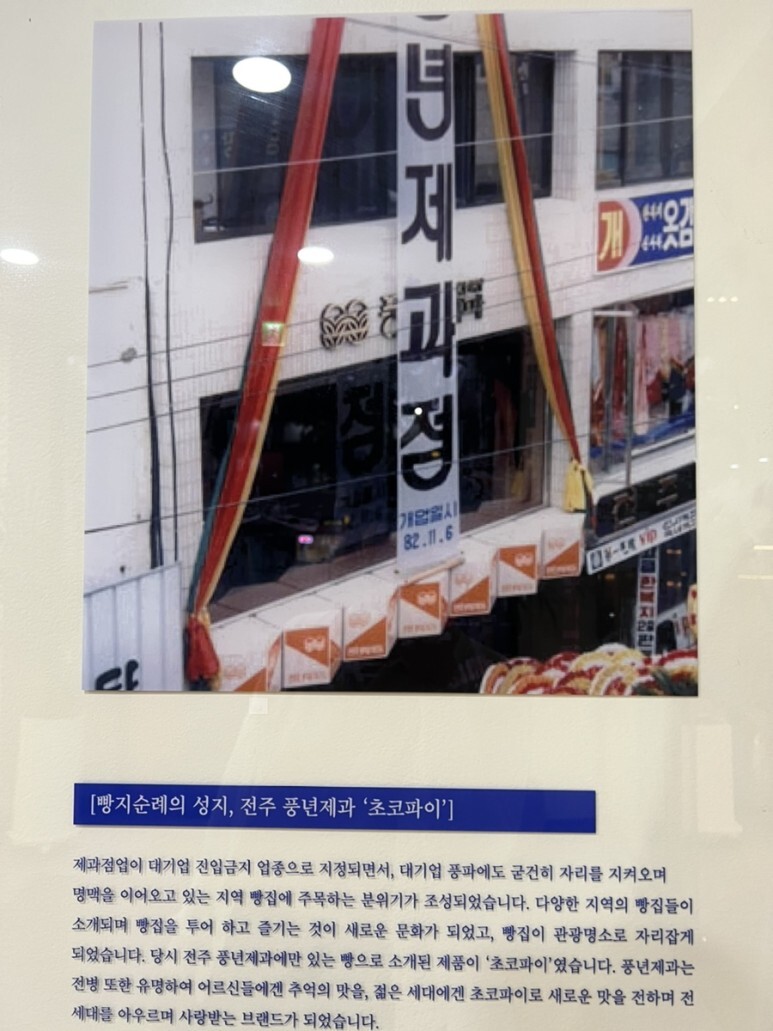 년제과점
개업일시
82.11.6
풍
점
개
옷감
VIP
[빵지순례의 성지, 전주 풍년제과 ‘초코파이’]
제과점업이 대기업 진입금지 업종으로 지정되면서, 대기업 풍파에도 굳건히 자리를 지켜오며
명맥을 이어오고 있는 지역 빵집에 주목하는 분위기가 조성되었습니다. 다양한 지역의 빵집들이
소개되며 빵집을 투어 하고 즐기는 것이 새로운 문화가 되었고, 빵집이 관광명소로 자리잡게
되었습니다. 당시 전주 풍년제과에만 있는 빵으로 소개된 제품이 ‘초코파이’였습니다. 풍년제과는
전병 또한 유명하여 어르신들에겐 추억의 맛을, 젊은 세대에겐 초코파이로 새로운 맛을 전하며 전
세대를 아우르며 사랑받는 브랜드가 되었습니다.